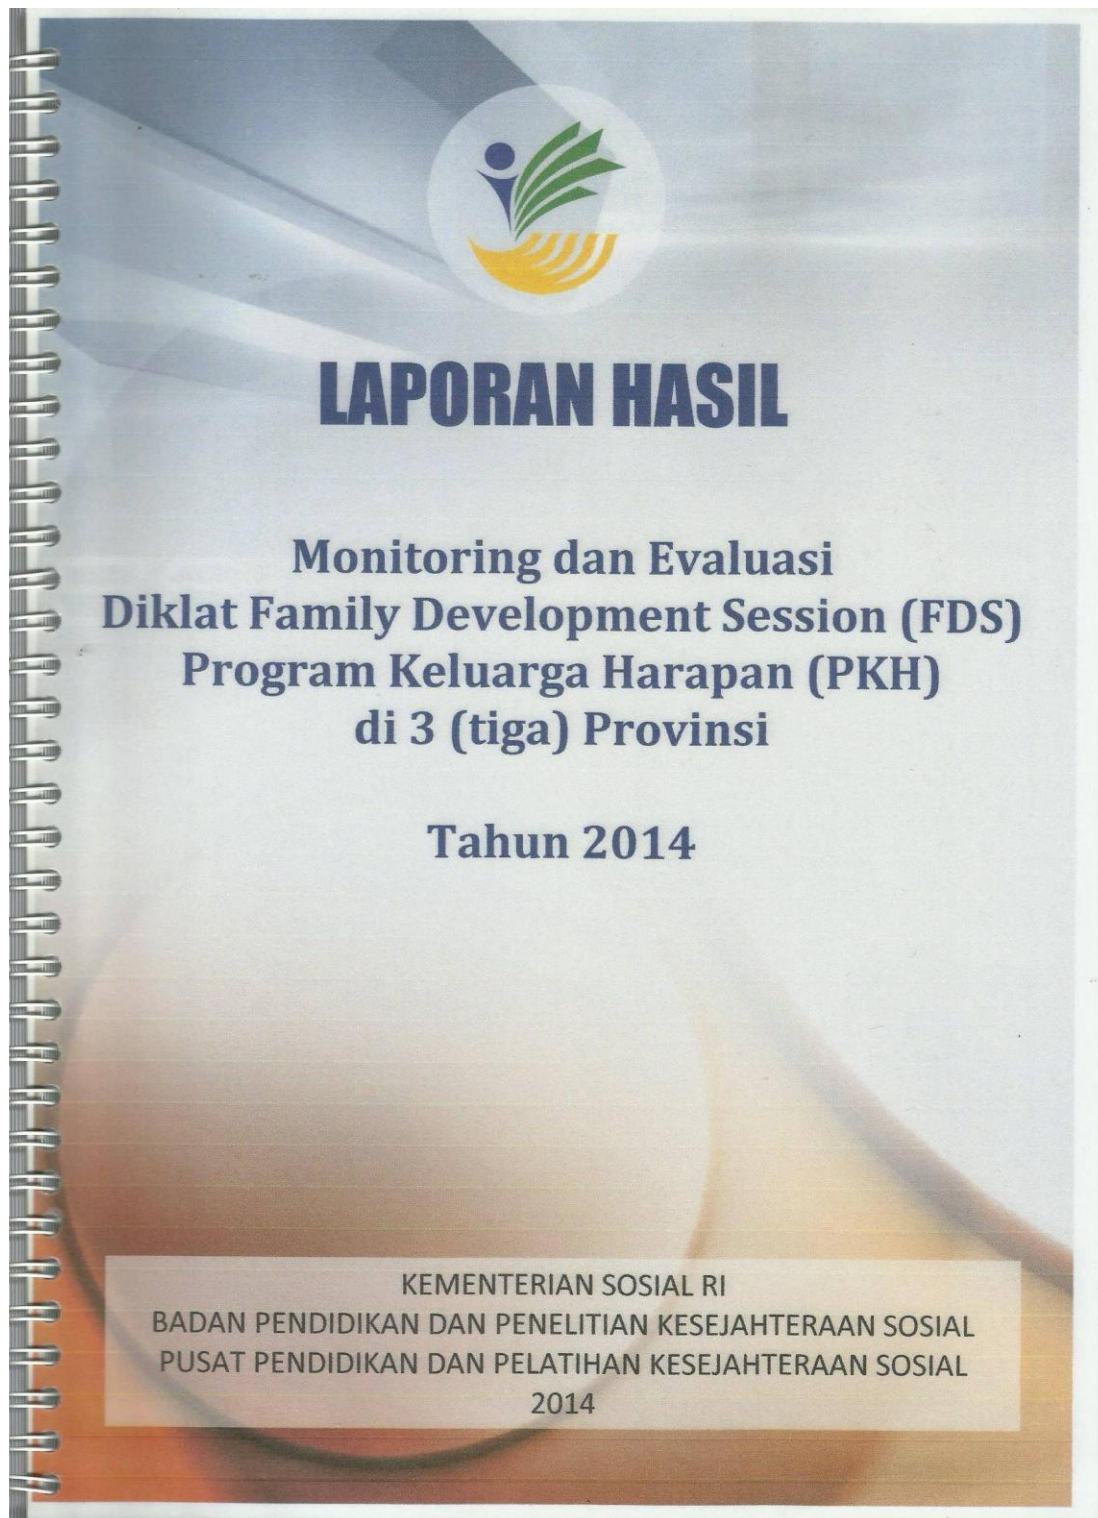 LAPORAN HASIL
Monitoring dan Evaluasi
Diklat Family Development Session (FDS)
Program Keluarga Harapan (PKH)
di 3 (tiga) Provinsi
Tahun 2014
KEMENTERIAN SOSIAL RI
BADAN PENDIDIKAN DAN PENELITIAN KESEJAHTERAAN SOSIAL
PUSAT PENDIDIKAN DAN PELATIHAN KESEJAHTERAAN SOSIAL
2014